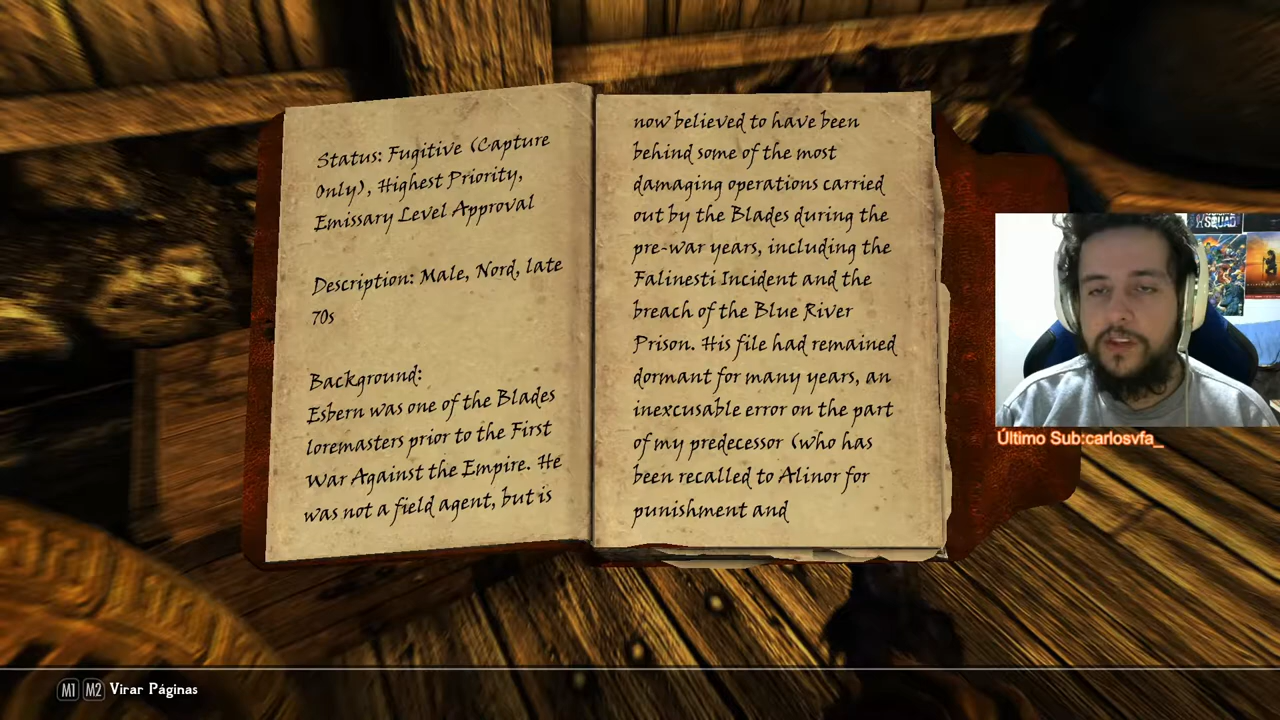 Status: Fugitive (Capture
Only), Highest Priority,
Emissary Level Approval
Description: Male, Nord, late
70s
Background:
Esbern was one of the Blades
loremasters prior to the First
War Against the Empire. He
was not a field agent, but is
now believed to have been
behind some of the most
damaging operations carried
out by the Blades during the
pre-war years, including the
Falinesti Incident and the
breach of the Blue River
Prison. His file had remained
dormant for many years, an
inexcusable error on the part
of my predecessor (who has
been recalled to Alinor for
punishment and
SQUAD
Último Sub:carlosvfa_
M1 M2 Virar Páginas